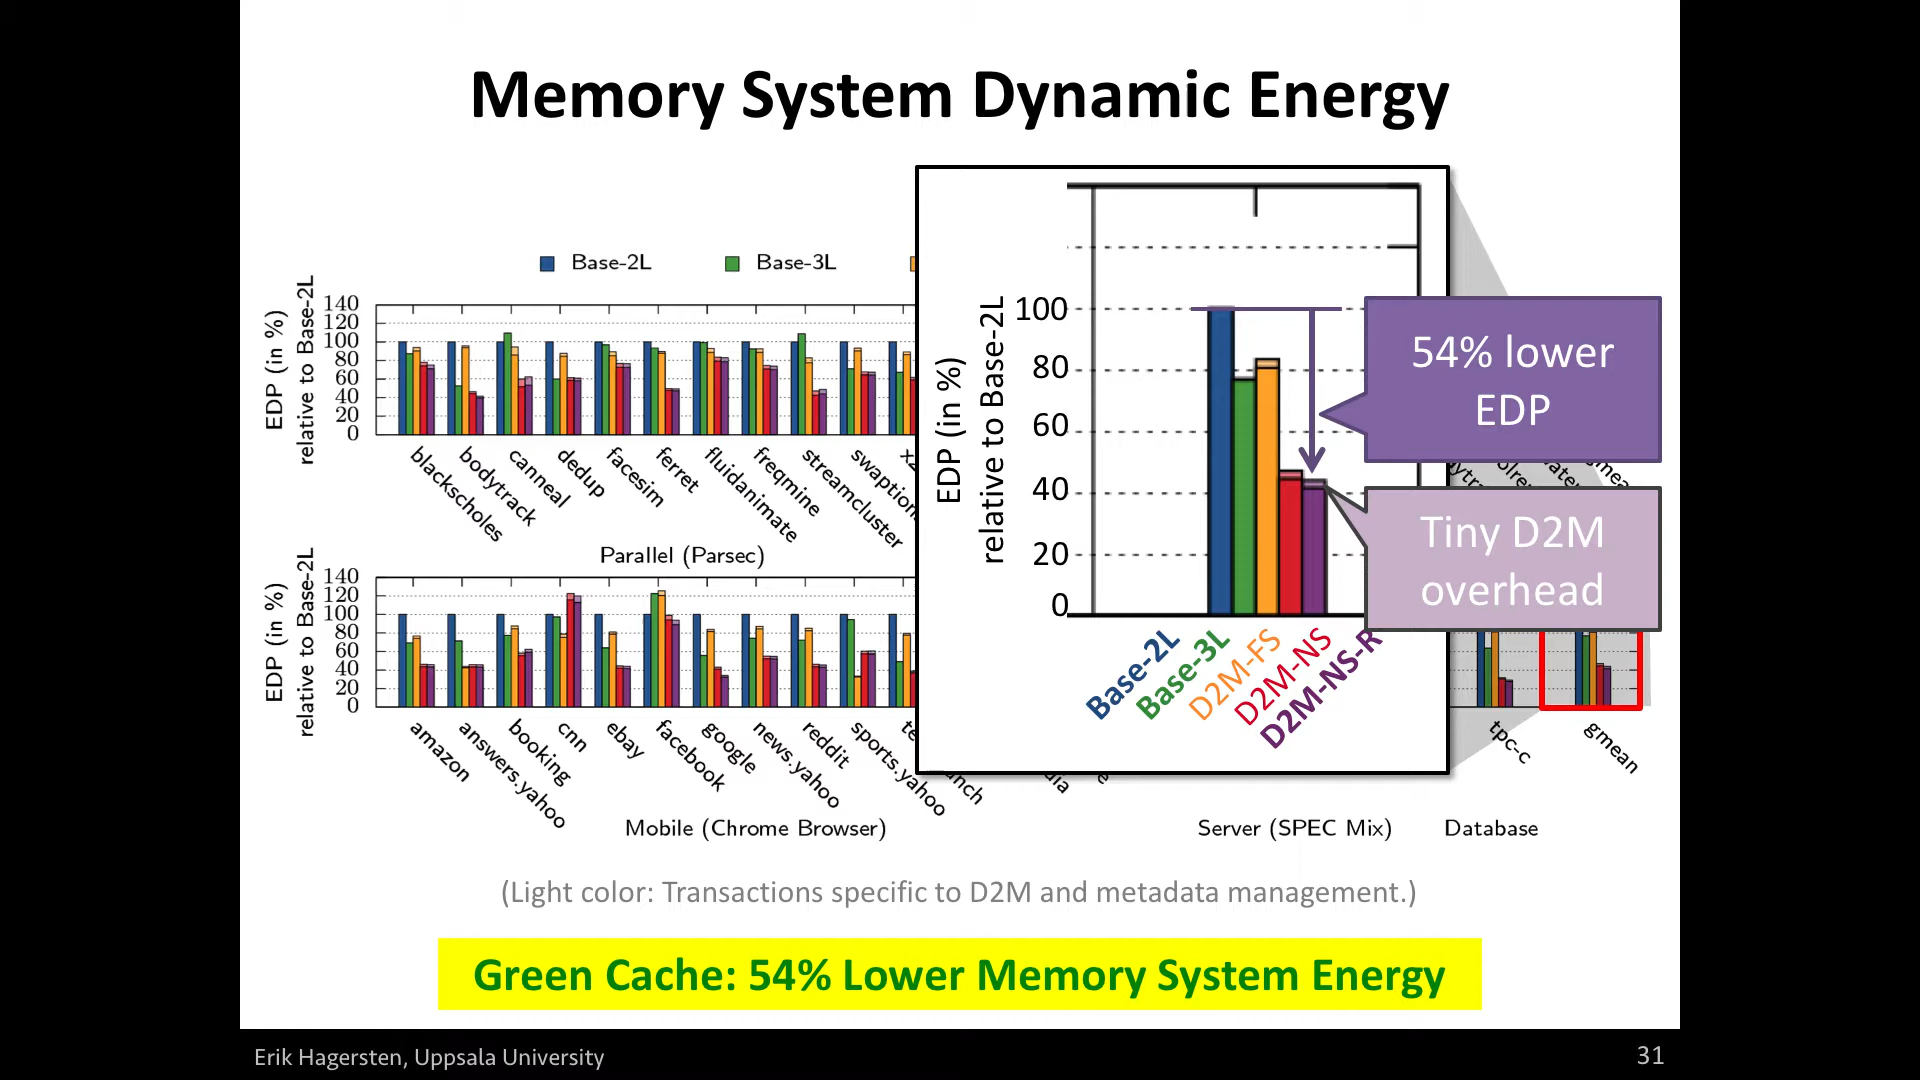 Memory System Dynamic Energy
Base-2L
Base-3L
EDP (in %)
relative to Base-2L
140
120
100
80
60
40
20
0
blackscholes
bodytrack
canneal
dedup
facesim
ferret
fluidanimate
freqmine
streamcluster
swaption
Parallel (Parsec)
EDP (in %)
relative to Base-2L
140
120
100
80
60
40
20
0
amazon
answers.yahoo
booking
cnn
ebay
facebook
google
news.yahoo
reddit
sports.yahoo
tpc-c
gmean
Mobile (Chrome Browser)
Server (SPEC Mix)
Database
EDP (in %)
relative to Base-2L
100
80
60
40
20
0
Base-2L
Base-3L
D2M-FS
D2M-NS
D2M-NS-R
54% lower
EDP
Tiny D2M
overhead
(Light color: Transactions specific to D2M and metadata management.)
Green Cache: 54% Lower Memory System Energy
Erik Hagersten, Uppsala University
31